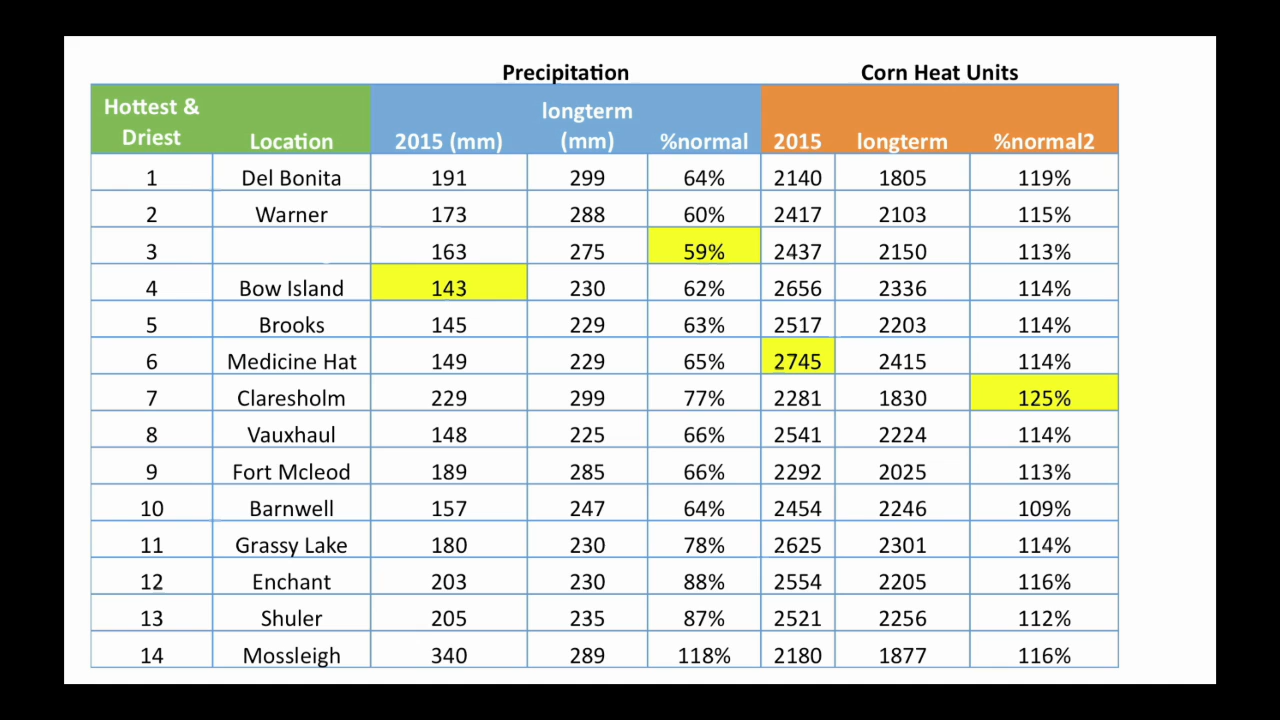 Precipitation Corn Heat Units
Hottest & Driest Location 2015 (mm) longterm (mm) %normal 2015 longterm %normal2
1 Del Bonita 191 299 64% 2140 1805 119%
2 Warner 173 288 60% 2417 2103 115%
3 163 275 59% 2437 2150 113%
4 Bow Island 143 230 62% 2656 2336 114%
5 Brooks 145 229 63% 2517 2203 114%
6 Medicine Hat 149 229 65% 2745 2415 114%
7 Claresholm 229 299 77% 2281 1830 125%
8 Vauxhaul 148 225 66% 2541 2224 114%
9 Fort Mcleod 189 285 66% 2292 2025 113%
10 Barnwell 157 247 64% 2454 2246 109%
11 Grassy Lake 180 230 78% 2625 2301 114%
12 Enchant 203 230 88% 2554 2205 116%
13 Shuler 205 235 87% 2521 2256 112%
14 Mossleigh 340 289 118% 2180 1877 116%